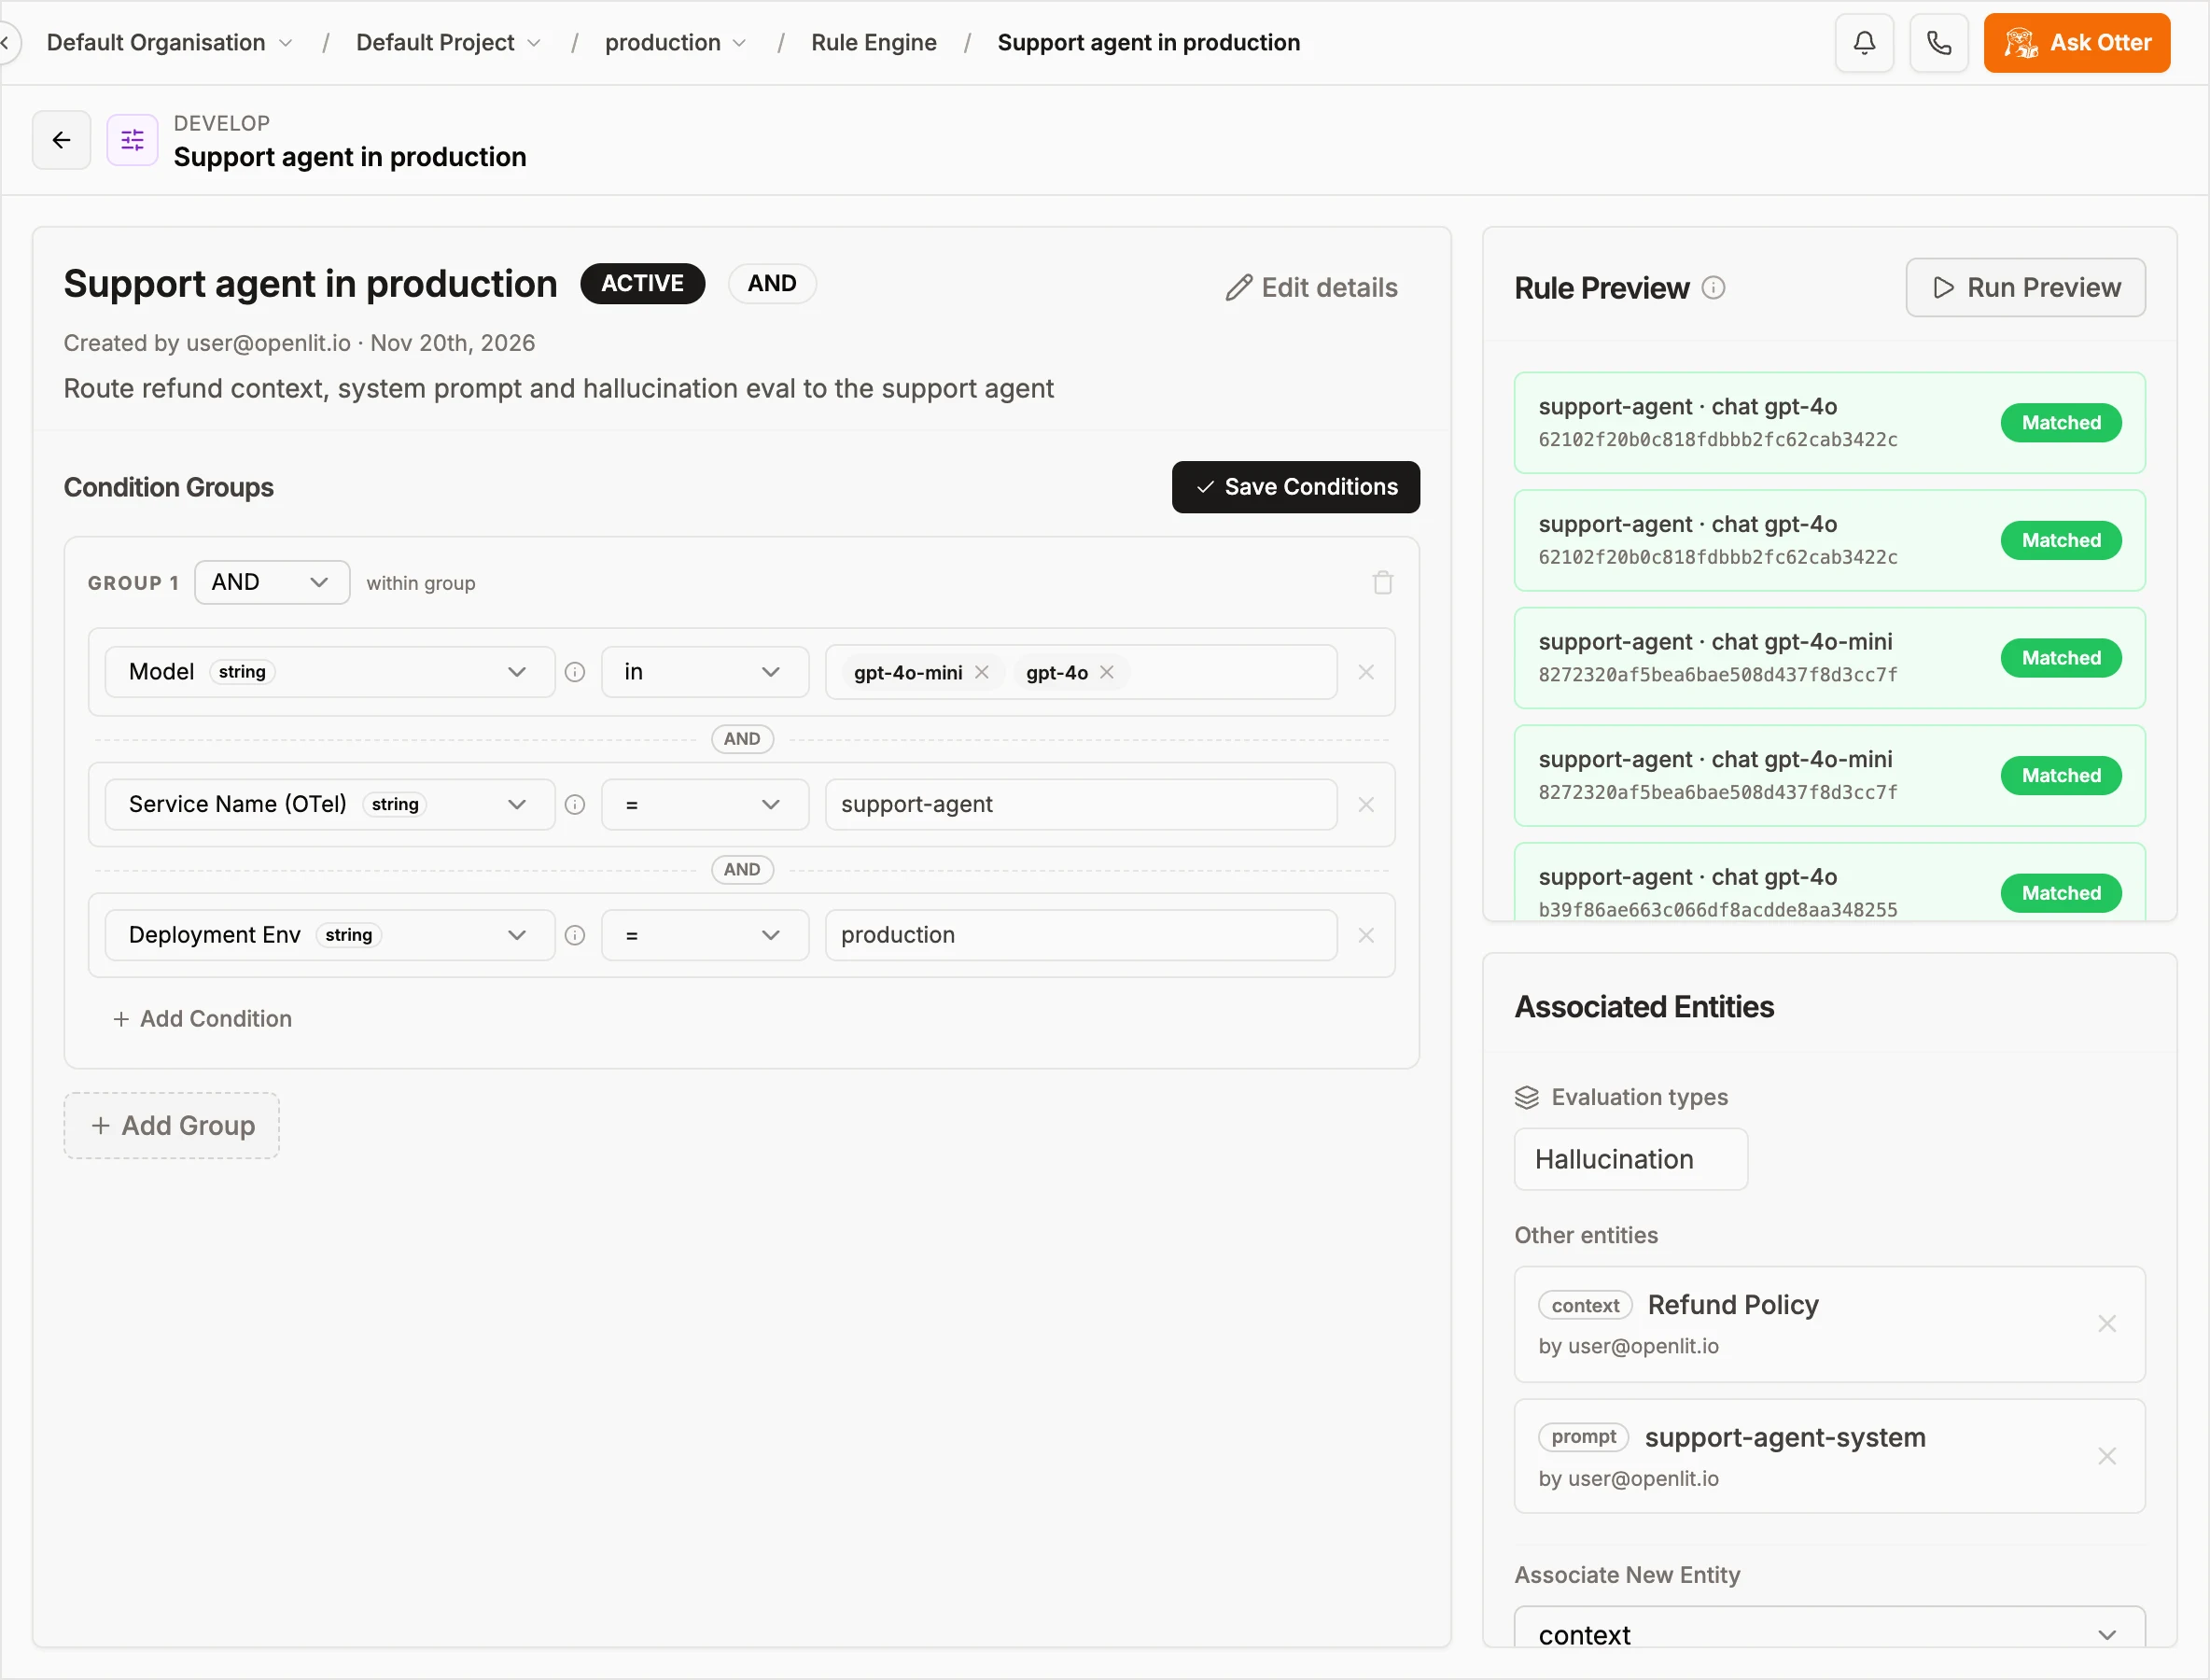 Default Organisation / Default Project / production / Rule Engine / Support agent in production
Ask Otter
DEVELOP
Support agent in production
Support agent in production ACTIVE AND
Edit details
Created by user@openlit.io · Nov 20th, 2026
Route refund context, system prompt and hallucination eval to the support agent
Condition Groups
Save Conditions
GROUP 1 AND within group
Model string in gpt-4o-mini gpt-4o
AND
Service Name (OTel) string = support-agent
AND
Deployment Env string = production
+ Add Condition
+ Add Group
Rule Preview
Run Preview
support-agent · chat gpt-4o
62102f20b0c818fdbbb2fc62cab3422c
Matched
support-agent · chat gpt-4o
62102f20b0c818fdbbb2fc62cab3422c
Matched
support-agent · chat gpt-4o-mini
8272320af5bea6bae508d437f8d3cc7f
Matched
support-agent · chat gpt-4o-mini
8272320af5bea6bae508d437f8d3cc7f
Matched
support-agent · chat gpt-4o
b39f86ae663c066df8acdde8aa348255
Matched
Associated Entities
Evaluation types
Hallucination
Other entities
context Refund Policy
by user@openlit.io
prompt support-agent-system
by user@openlit.io
Associate New Entity
context